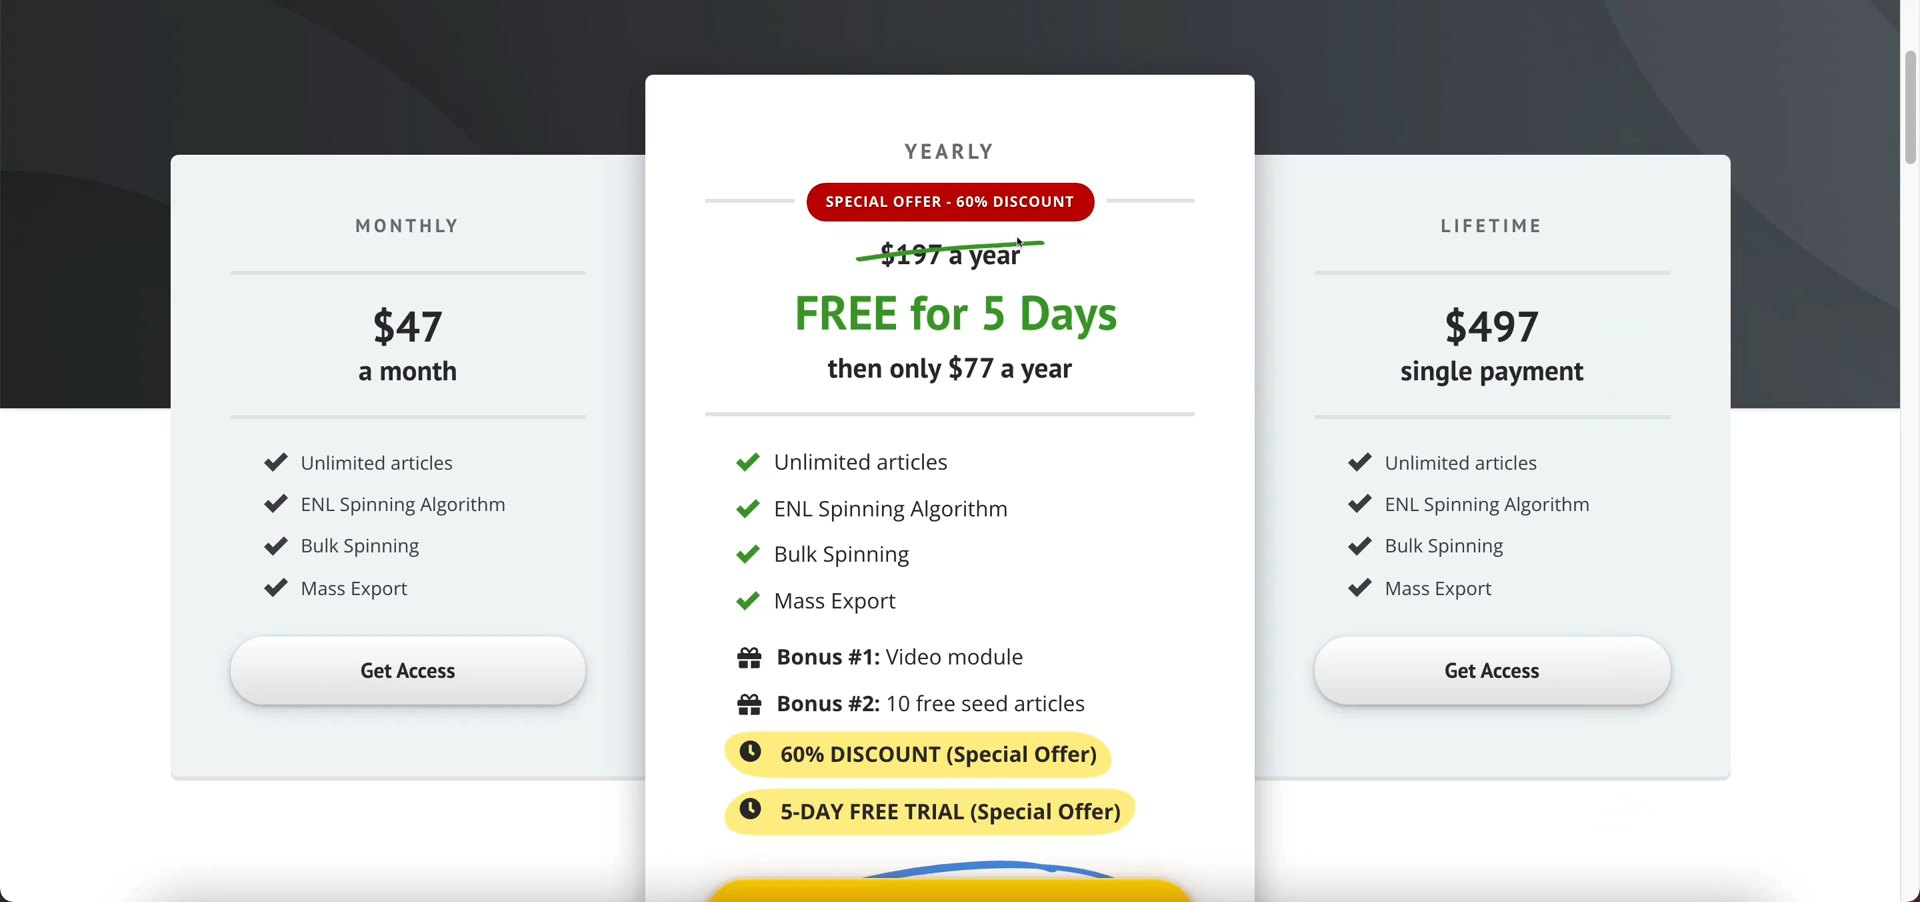 MONTHLY
$47
a month
Unlimited articles
ENL Spinning Algorithm
Bulk Spinning
Mass Export
Get Access
YEARLY
SPECIAL OFFER - 60% DISCOUNT
$197 a year
FREE for 5 Days
then only $77 a year
Unlimited articles
ENL Spinning Algorithm
Bulk Spinning
Mass Export
Bonus #1: Video module
Bonus #2: 10 free seed articles
60% DISCOUNT (Special Offer)
5-DAY FREE TRIAL (Special Offer)
LIFETIME
$497
single payment
Unlimited articles
ENL Spinning Algorithm
Bulk Spinning
Mass Export
Get Access